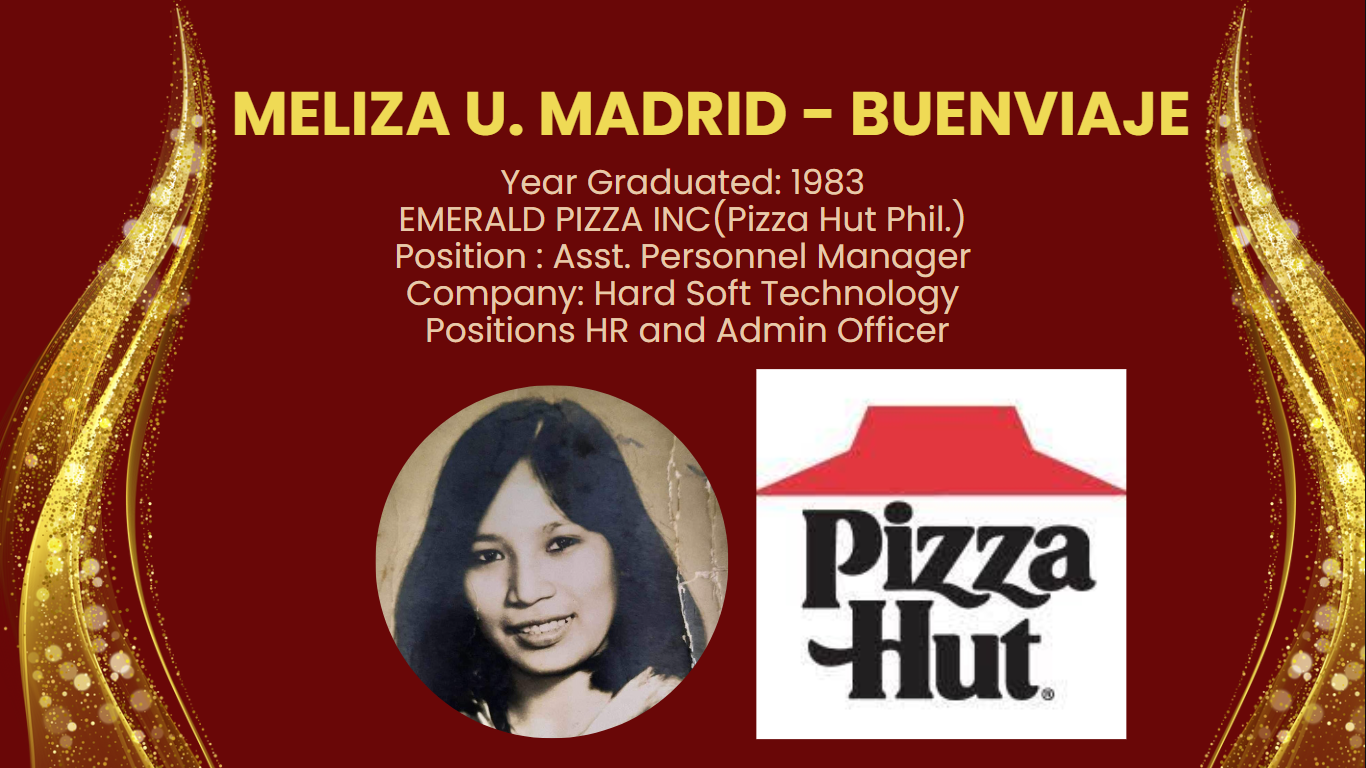 MELIZA U. MADRID - BUENVIAJE
Year Graduated: 1983
EMERALD PIZZA INC(Pizza Hut Phil.)
Position : Asst. Personnel Manager
Company: Hard Soft Technology
Positions HR and Admin Officer
Pizza
Hut®